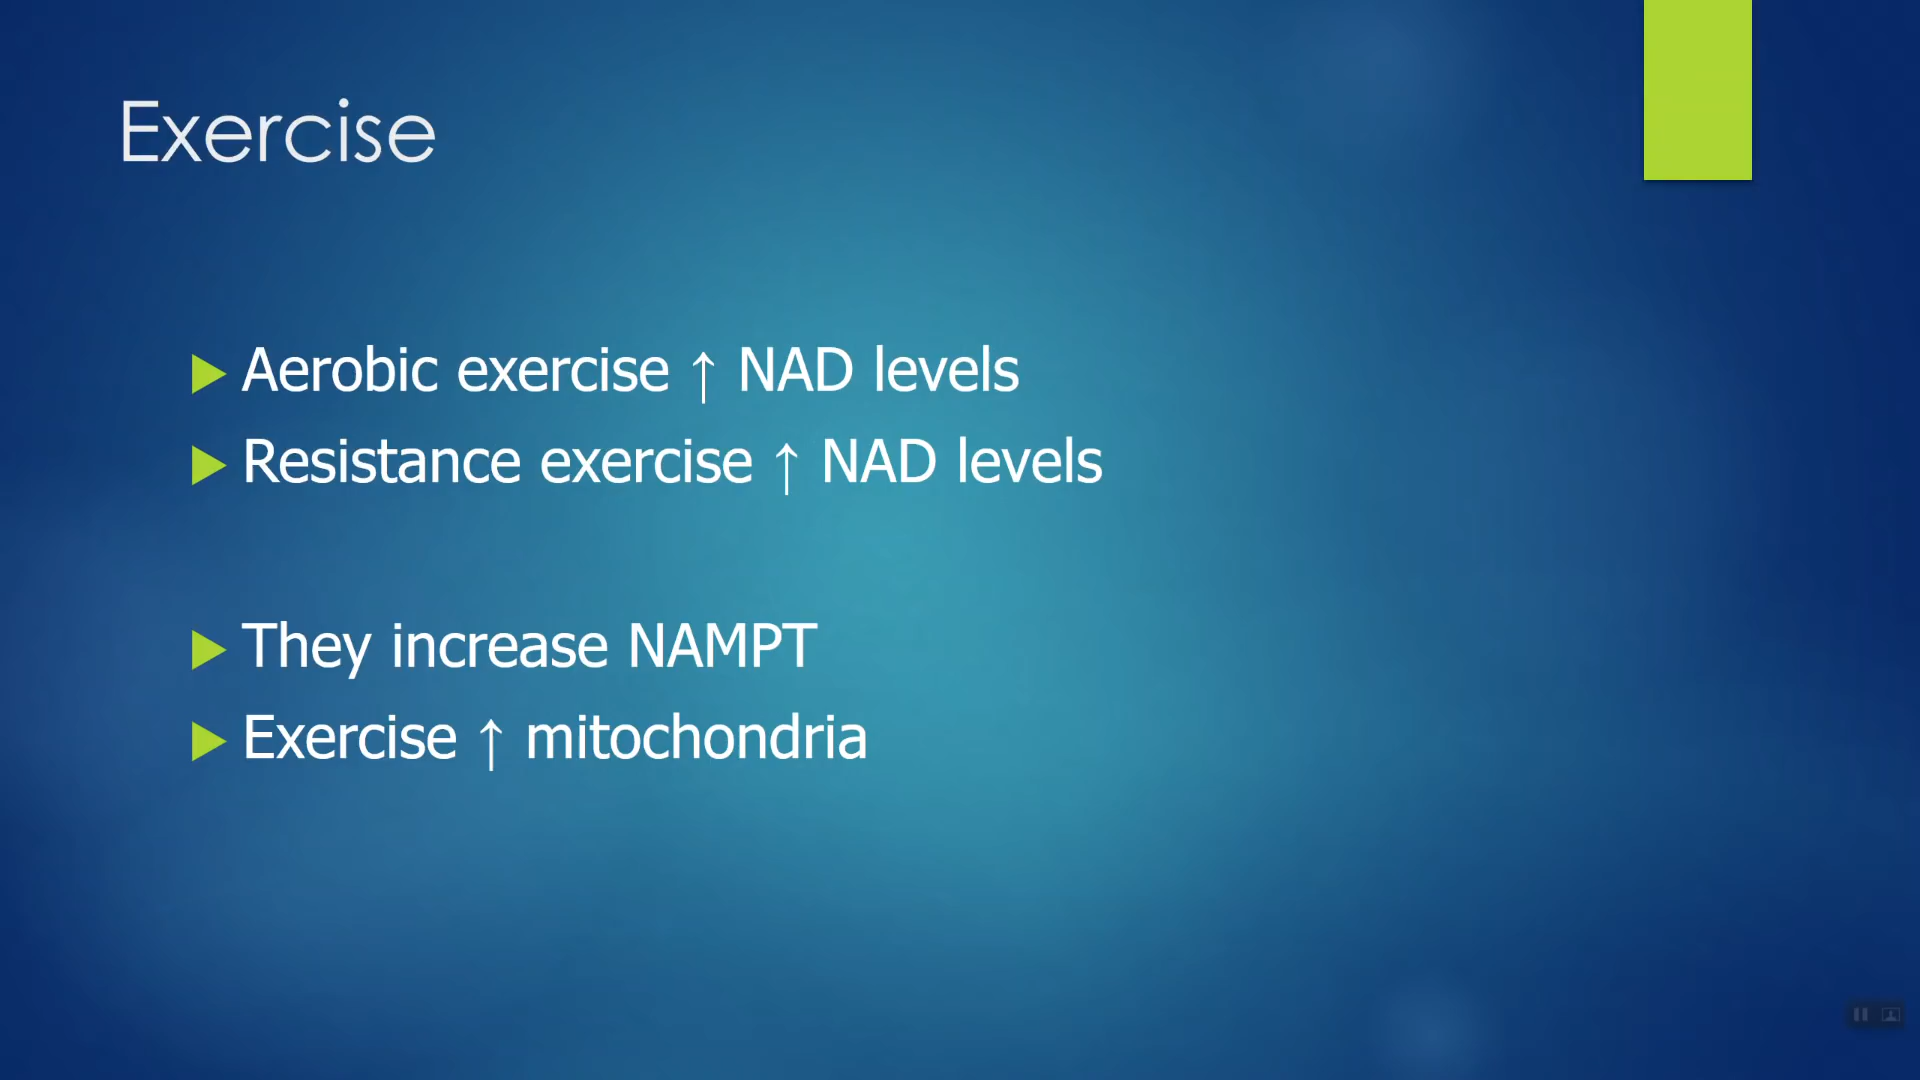 Exercise
Aerobic exercise ↑ NAD levels
Resistance exercise ↑ NAD levels
They increase NAMPT
Exercise ↑ mitochondria